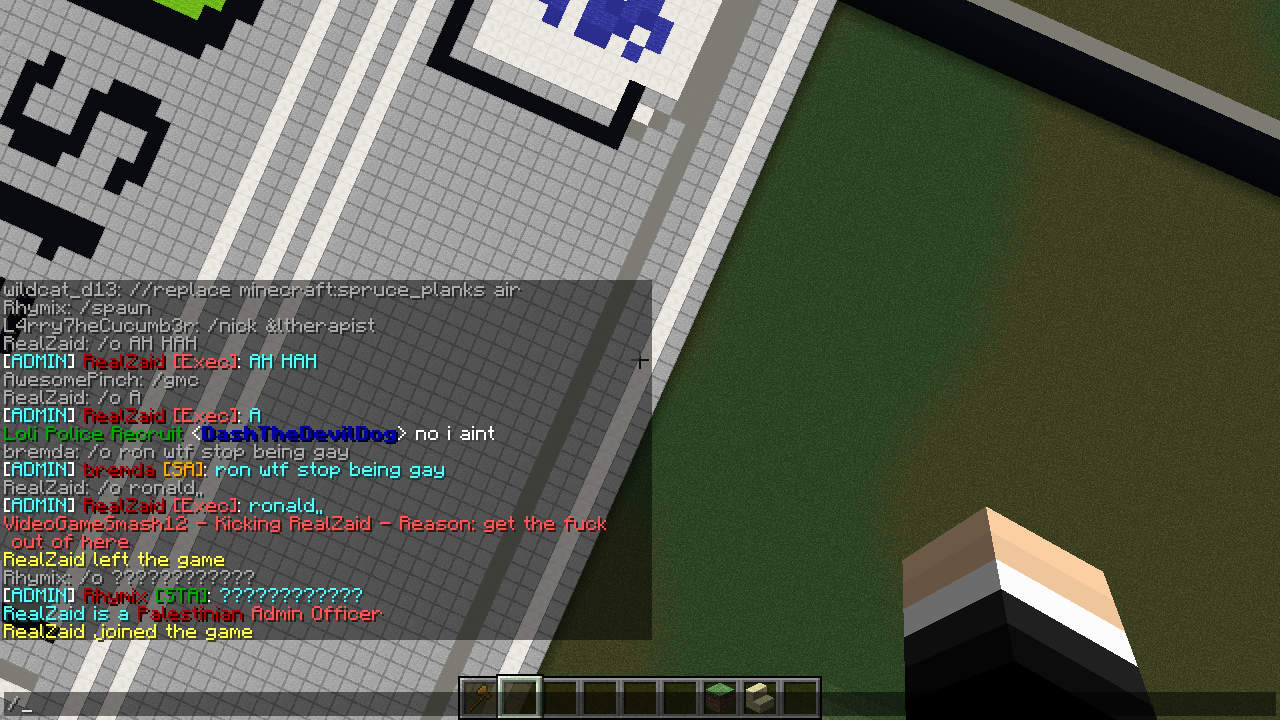 wildcat_d13: //replace minecraft:spruce_planks air
Rhymix: /spawn
L4rry7heCucumb3r: /nick &ltherapist
RealZaid: /o AH HAH
[ADMIN] RealZaid [Exec]: AH HAH
AwesomePinch: /gmc
RealZaid: /o A
[ADMIN] RealZaid [Exec]: A
Loli Police Recruit <DashTheDevilDog> no i aint
brenda: /o ron wtf stop being gay
[ADMIN] brenda [SA]: ron wtf stop being gay
RealZaid: /o ronald,,
[ADMIN] RealZaid [Exec]: ronald,,
VideoGameSmash12 - Kicking RealZaid - Reason: get the fuck
out of here
RealZaid left the game
Rhymix: /o ????????????
[ADMIN] Rhymix [STA]: ????????????
RealZaid is a Palestinian Admin Officer
RealZaid joined the game
/_